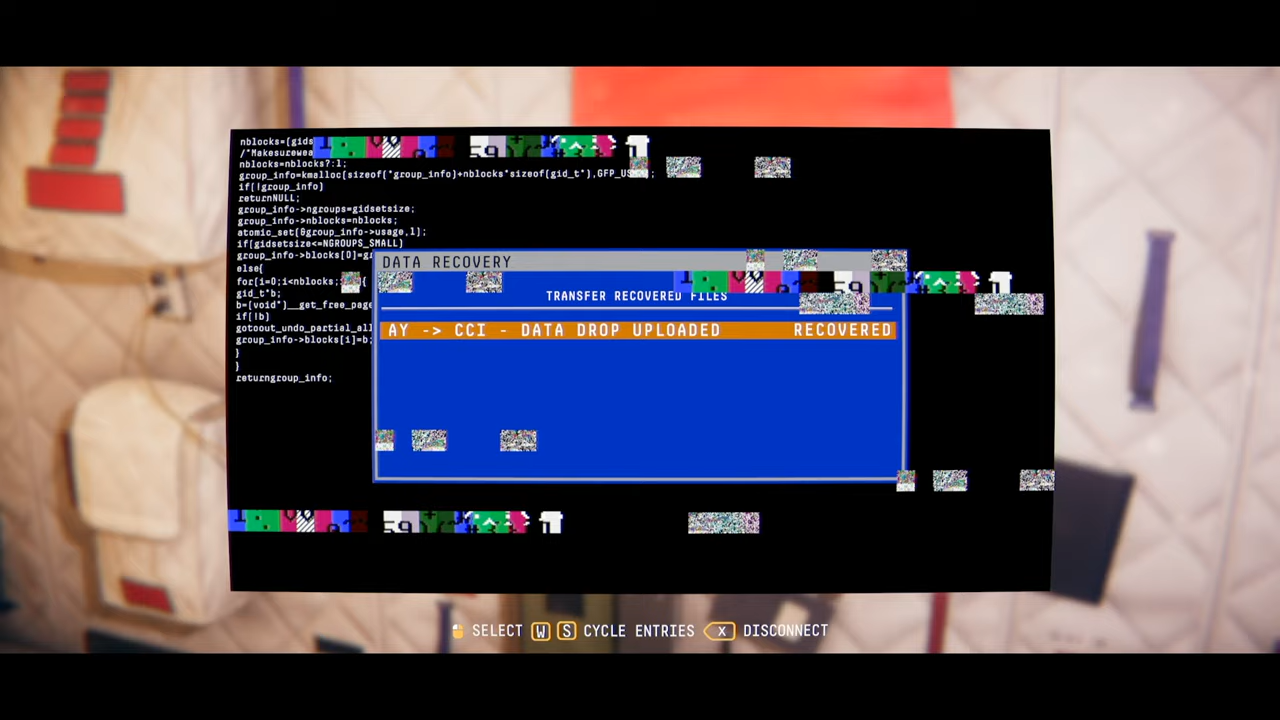 nblocks=(gids
/*Makesurewea
nblocks=nblocks?:1;
group_info=kmalloc(sizeof(*group_info)+nblocks*sizeof(gid_t*),GFP_US
if(!group_info)
returnNULL;
group_info->ngroups=gidsetsize;
group_info->nblocks=nblocks;
atomic_set(&group_info->usage,1);
if(gidsetsize<=NGROUPS_SMALL)
group_info->blocks[0]=g
else{
for(i=0;i<nblocks;
gid_t*b;
b=(void*)__get_free_page
if(!b)
gotoout_undo_partial_all
group_info->blocks[i]=b;
}
}
returngroup_info;
DATA RECOVERY
TRANSFER RECOVERED FILES
AY -> CCI - DATA DROP UPLOADED RECOVERED
SELECT W S CYCLE ENTRIES X DISCONNECT